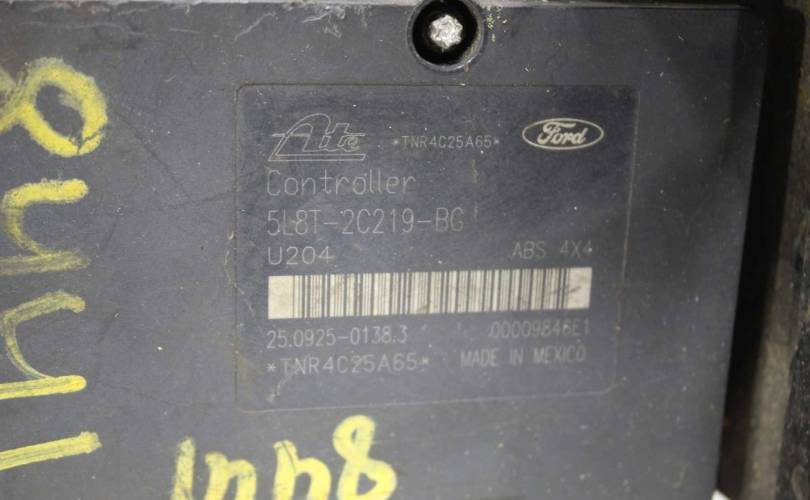 Ate *TNR4C25A65* Ford
Controller
5L8T-2C219-BG
U204 ABS 4X4
25.0925-0138.3 00009846E1
*TNR4C25A65* MADE IN MEXICO